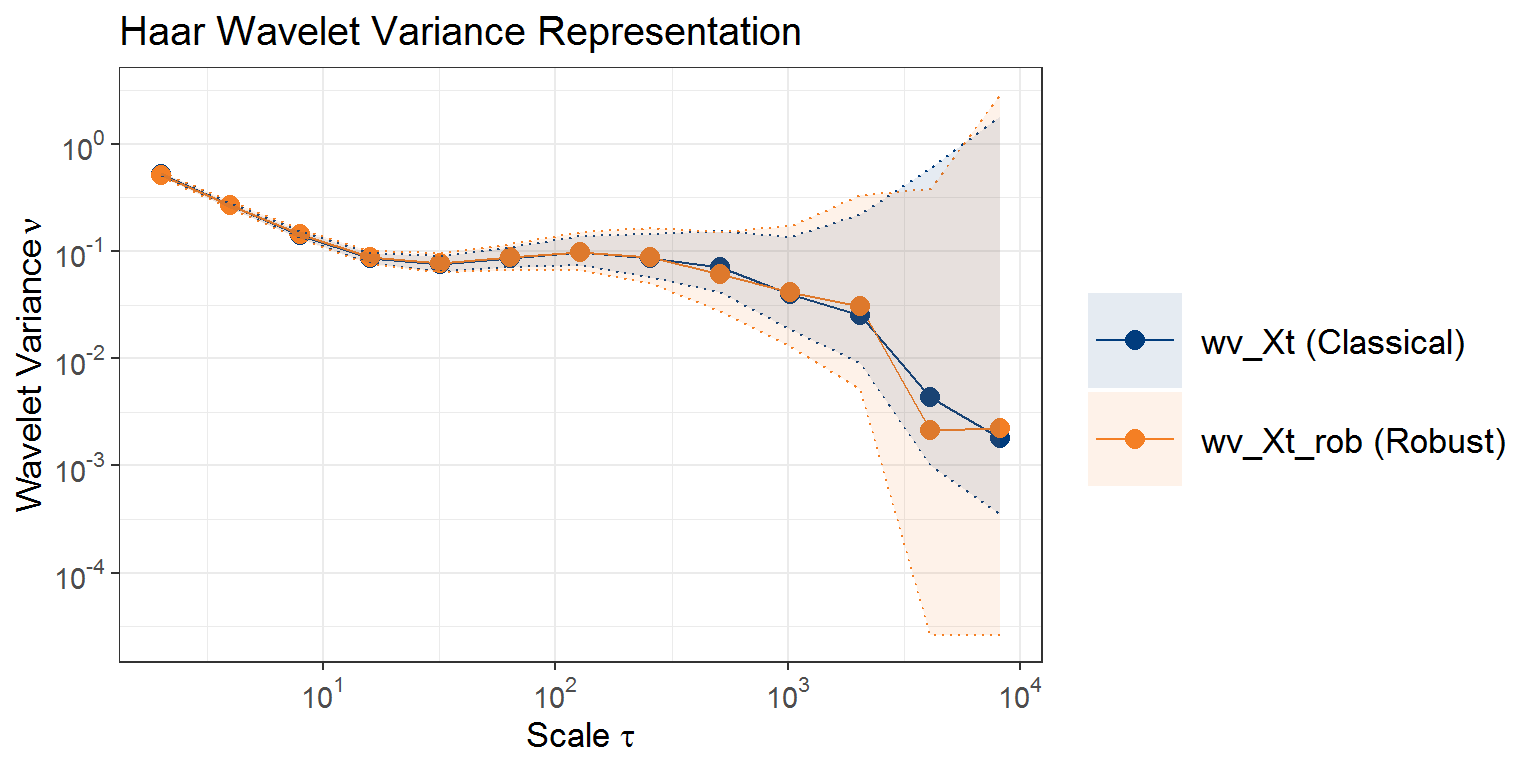 Haar Wavelet Variance Representation
Wavelet Variance ν
10^0
10^-1
10^-2
10^-3
10^-4
10^1
10^2
10^3
10^4
Scale τ
wv_Xt (Classical)
wv_Xt_rob (Robust)